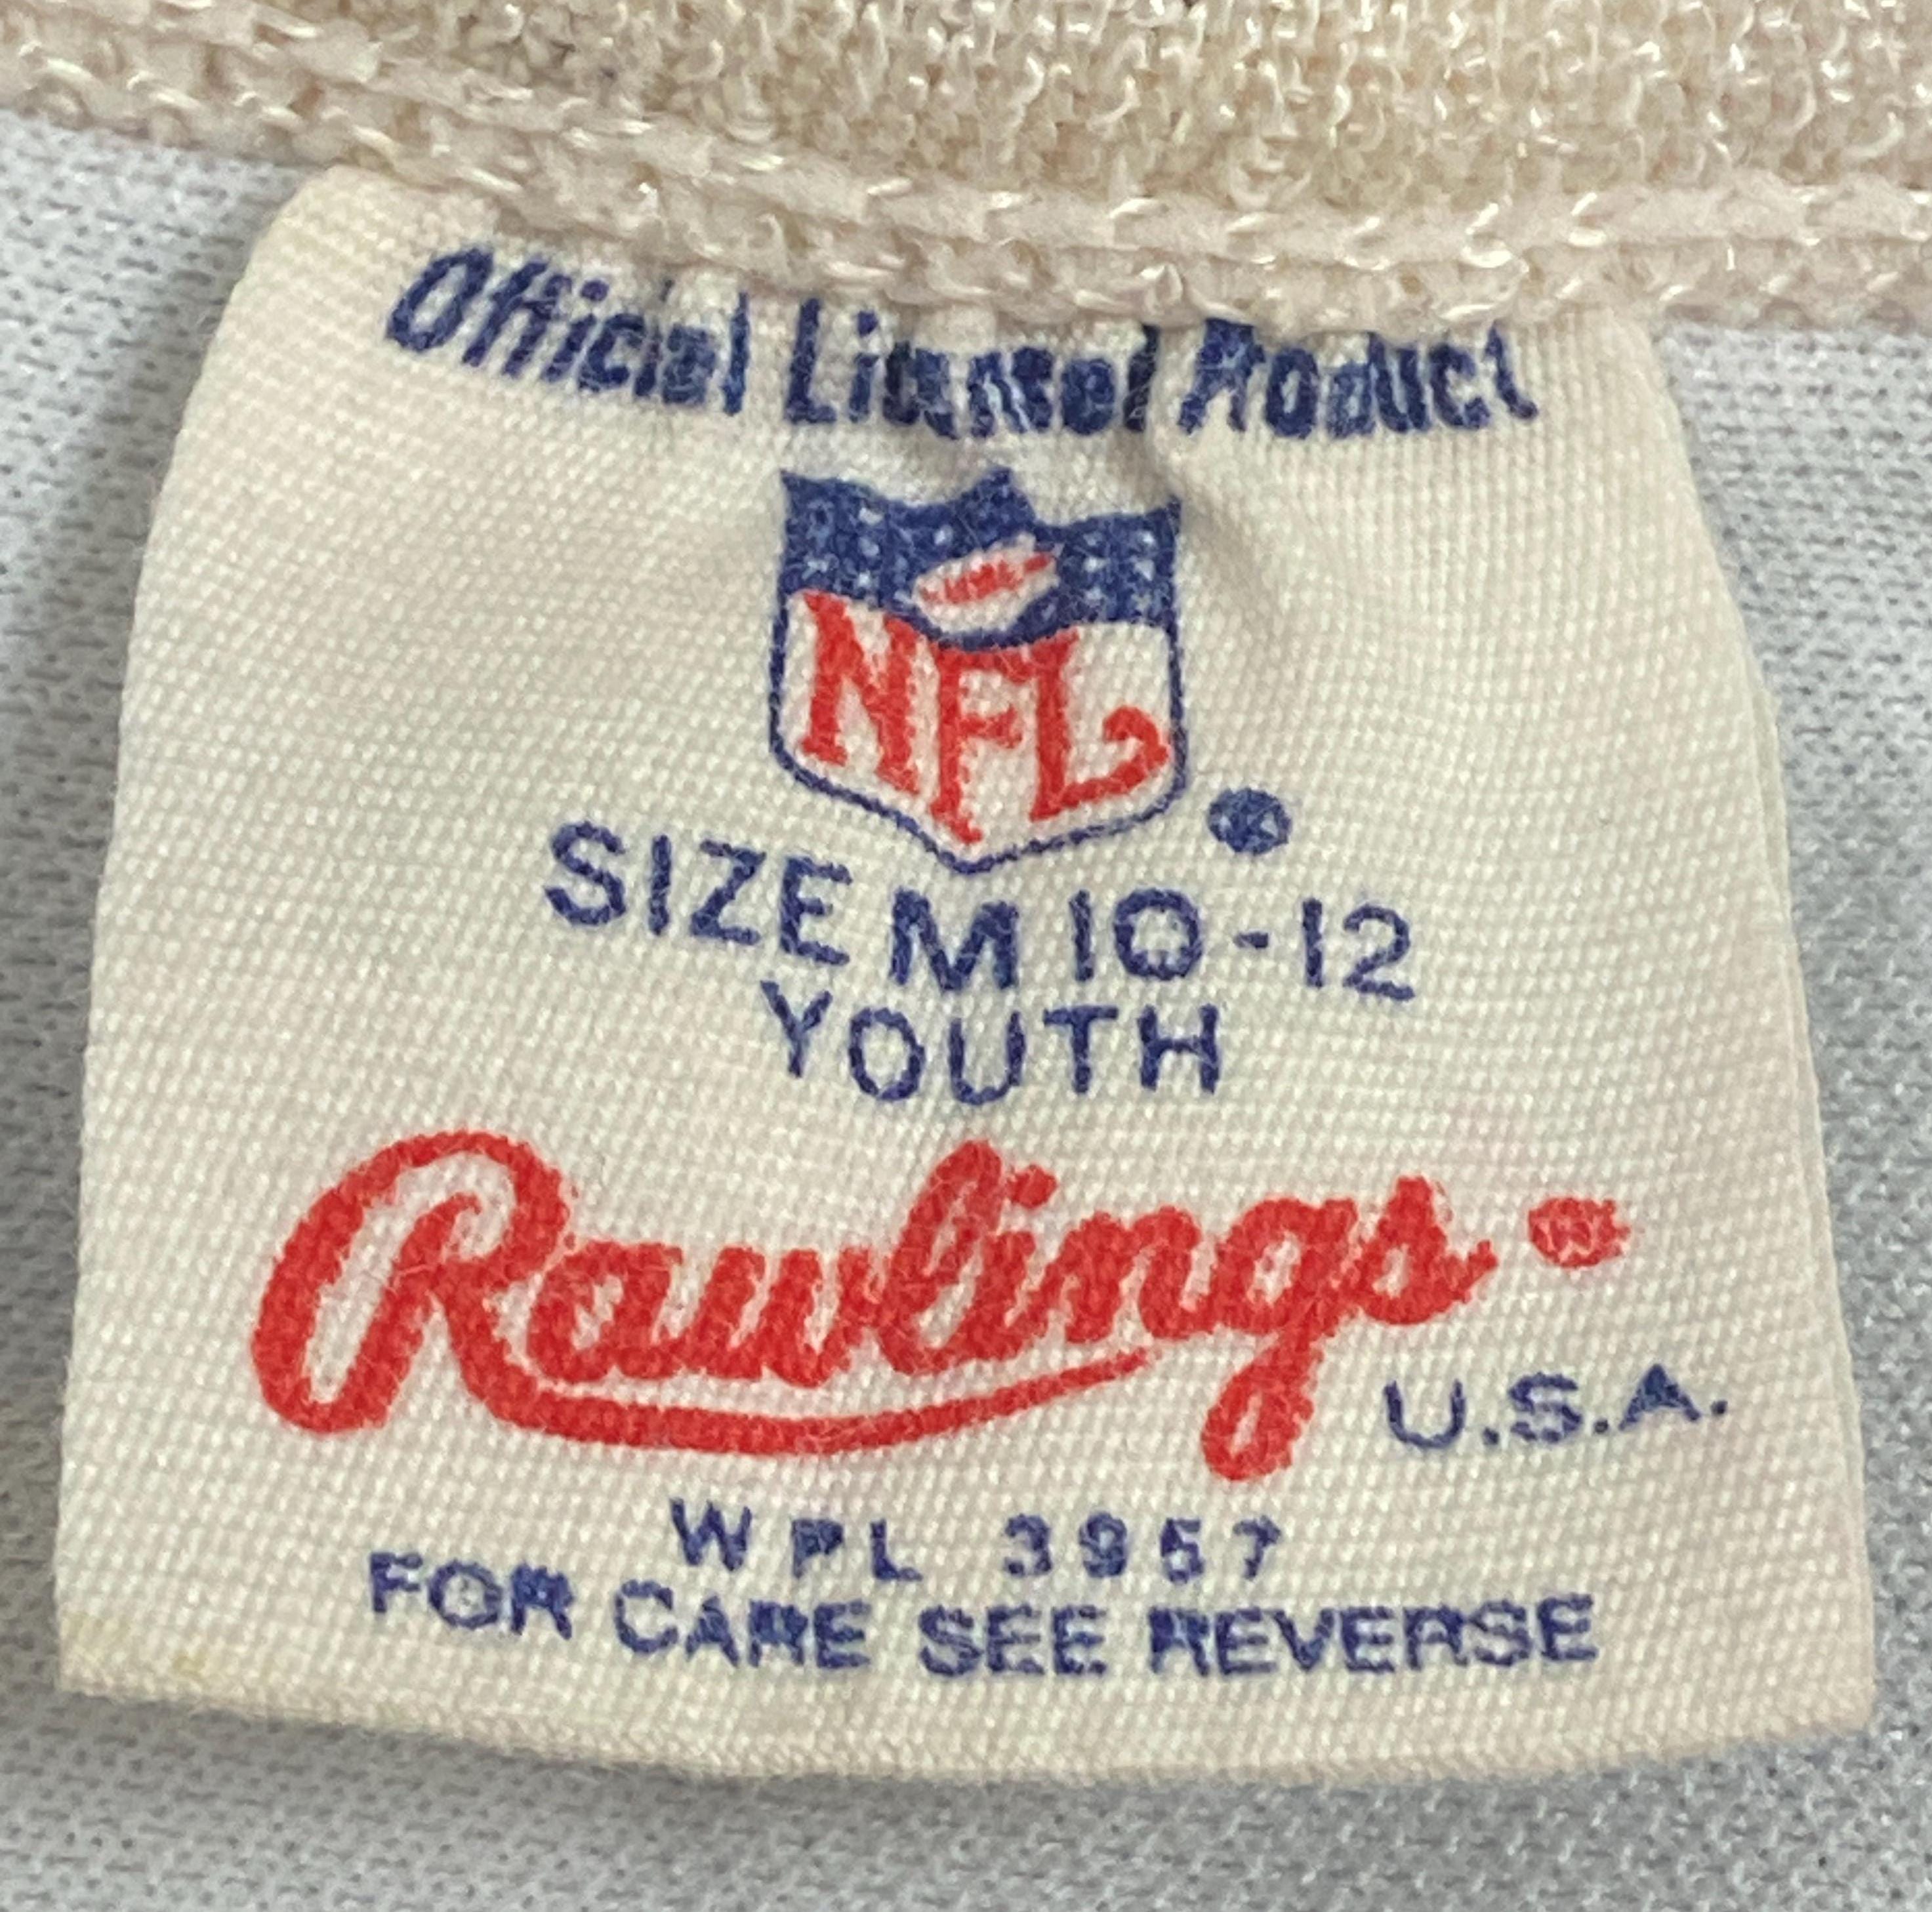 Official Licensed Product
NFL ®
SIZE M 10-12
YOUTH
Rawlings ®
U.S.A.
WPL 3957
FOR CARE SEE REVERSE